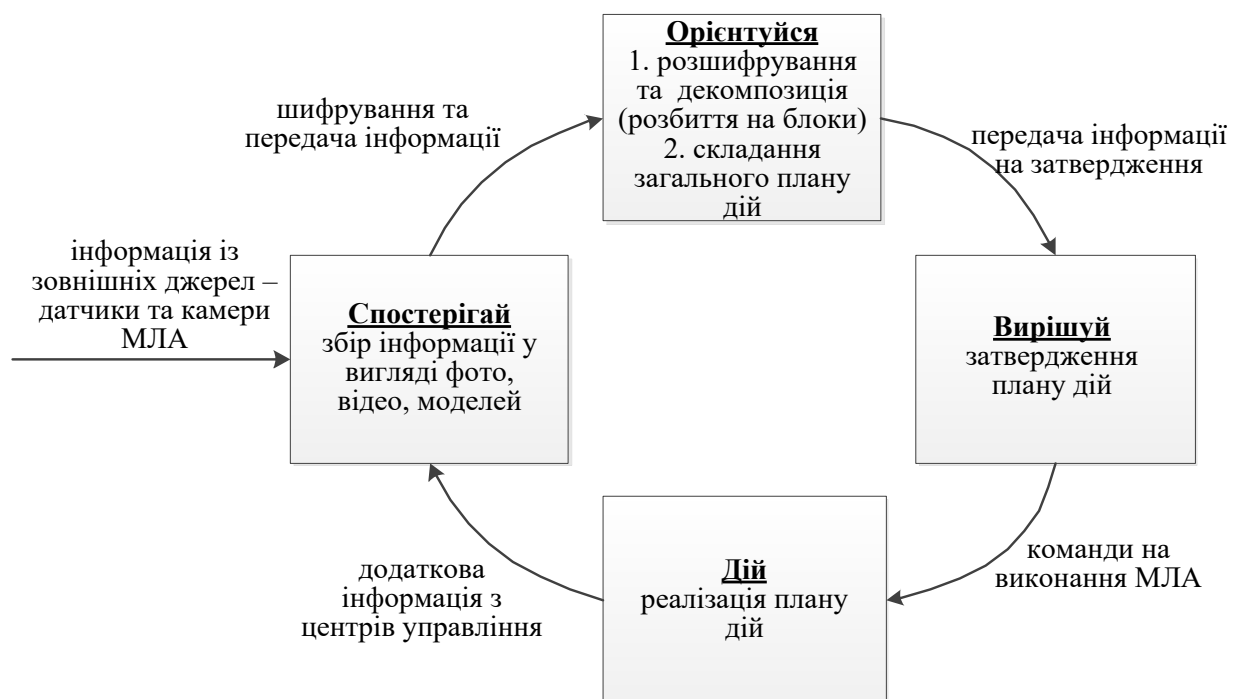 Орієнтуйся
1. розшифрування
та декомпозиція
(розбиття на блоки)
2. складання
загального плану
дій
шифрування та
передача інформації
передача інформації
на затвердження
інформація із
зовнішніх джерел –
датчики та камери
МЛА
Спостерігай
збір інформації у
вигляді фото,
відео, моделей
Вирішуй
затвердження
плану дій
додаткова
інформація з
центрів управління
Дій
реалізація плану
дій
команди на
виконання МЛА